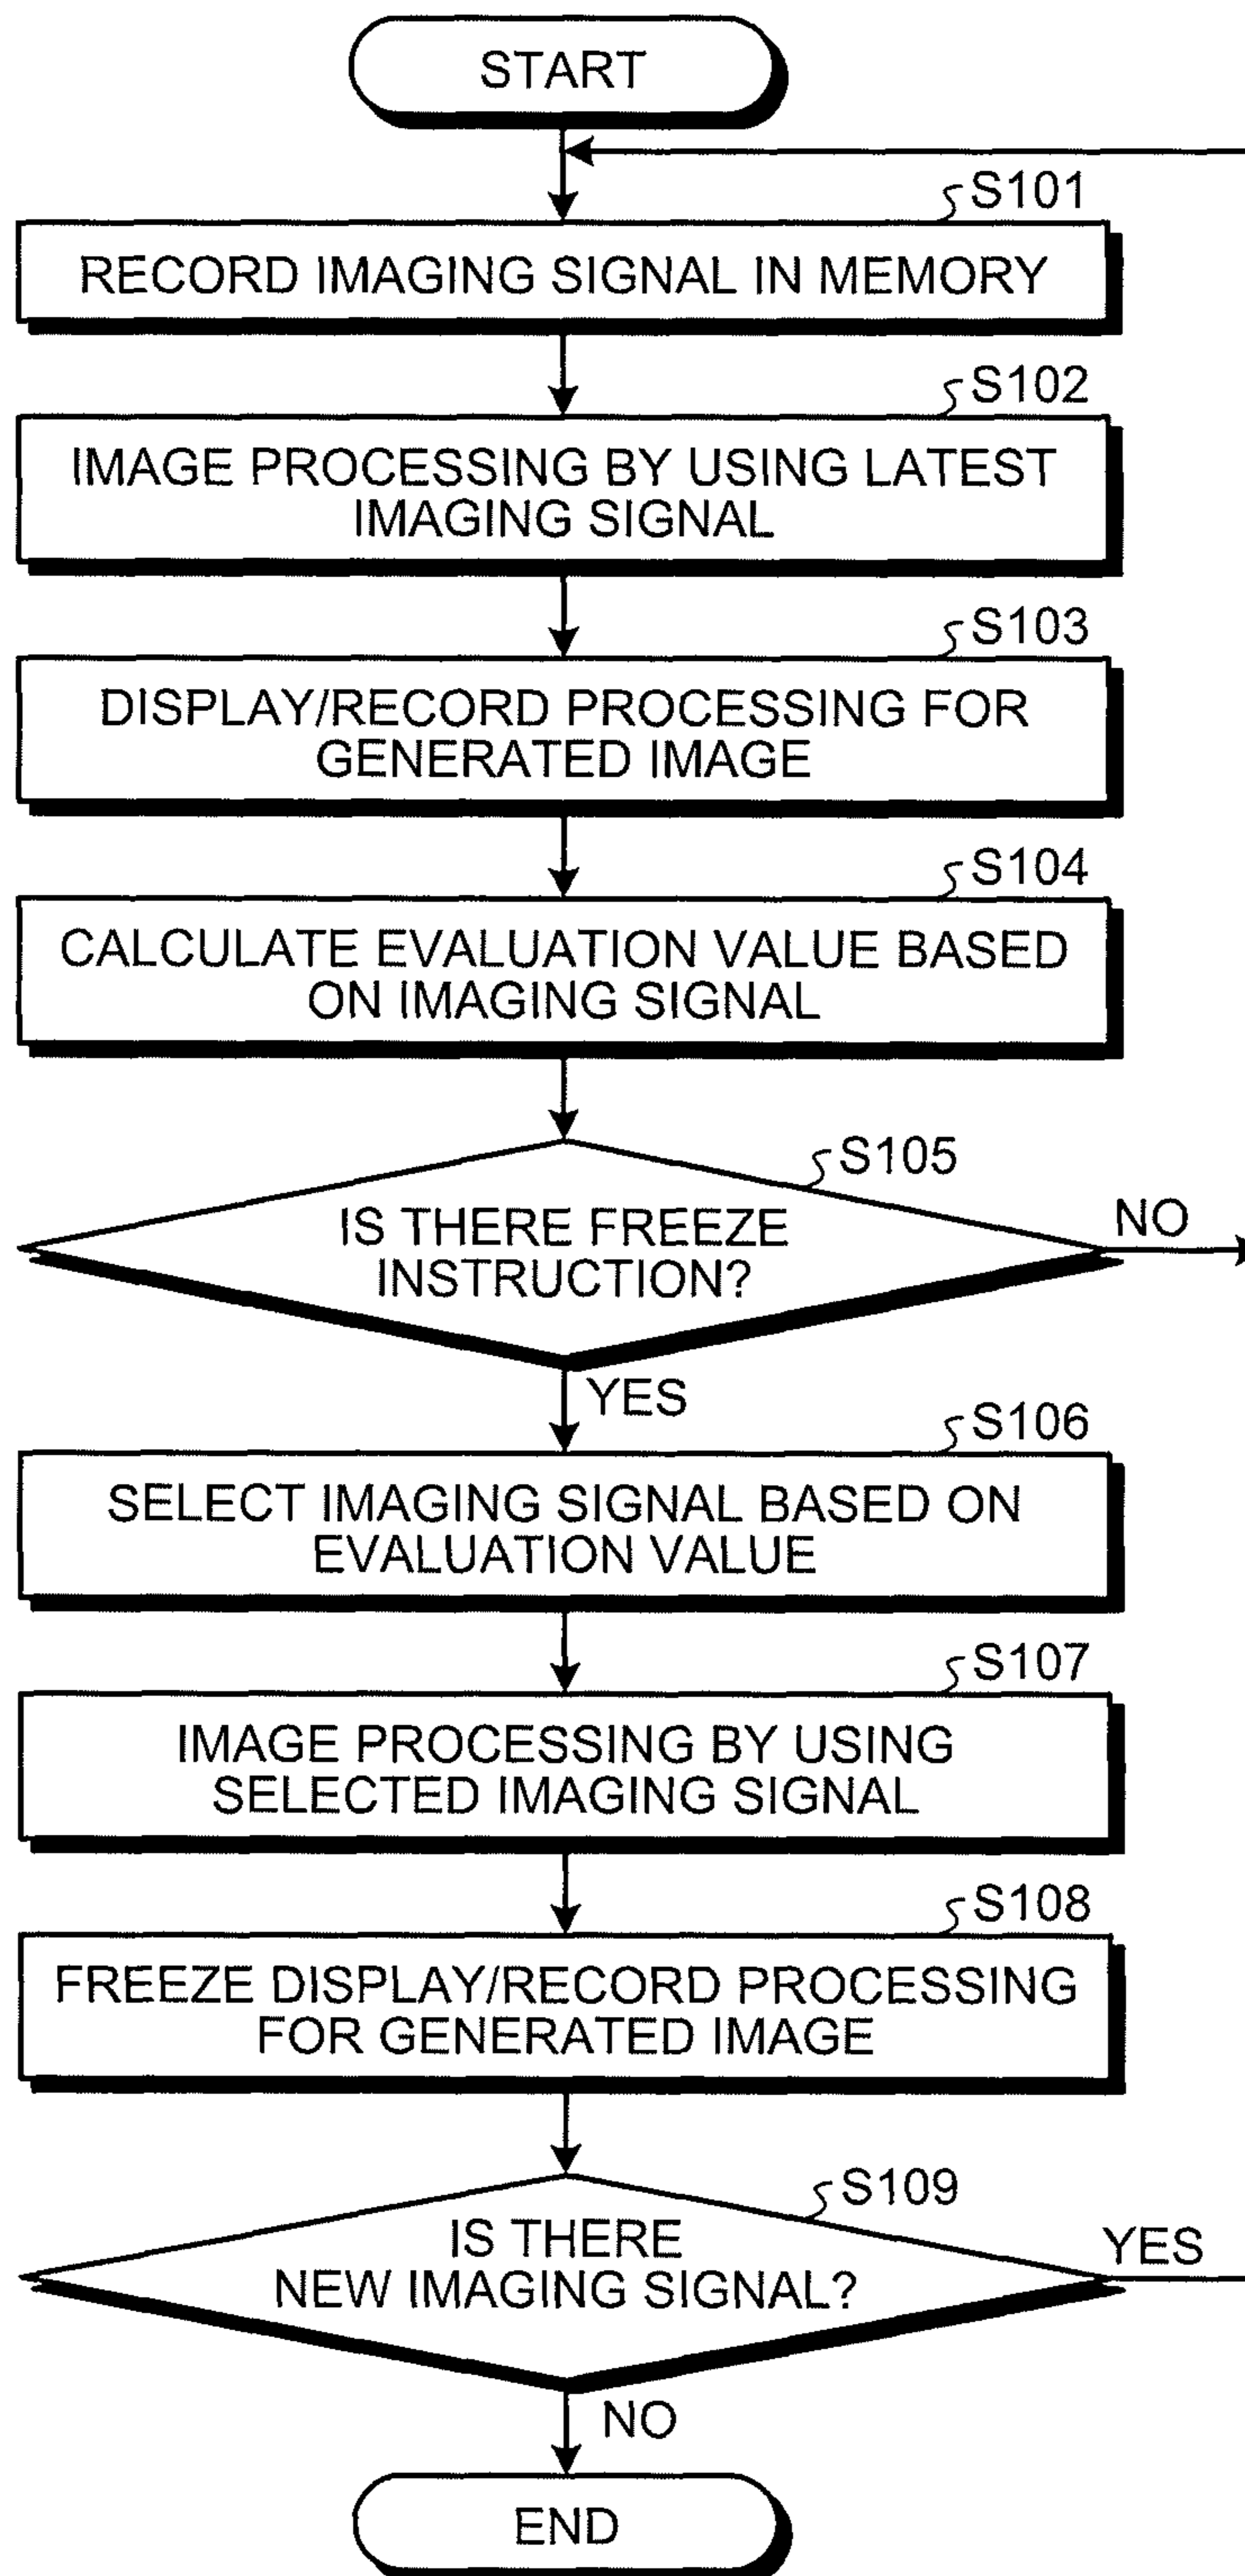 START
S101
RECORD IMAGING SIGNAL IN MEMORY
S102
IMAGE PROCESSING BY USING LATEST
IMAGING SIGNAL
S103
DISPLAY/RECORD PROCESSING FOR
GENERATED IMAGE
S104
CALCULATE EVALUATION VALUE BASED
ON IMAGING SIGNAL
S105
IS THERE FREEZE
INSTRUCTION?
NO
YES
S106
SELECT IMAGING SIGNAL BASED ON
EVALUATION VALUE
S107
IMAGE PROCESSING BY USING
SELECTED IMAGING SIGNAL
S108
FREEZE DISPLAY/RECORD PROCESSING
FOR GENERATED IMAGE
S109
IS THERE
NEW IMAGING SIGNAL?
YES
NO
END